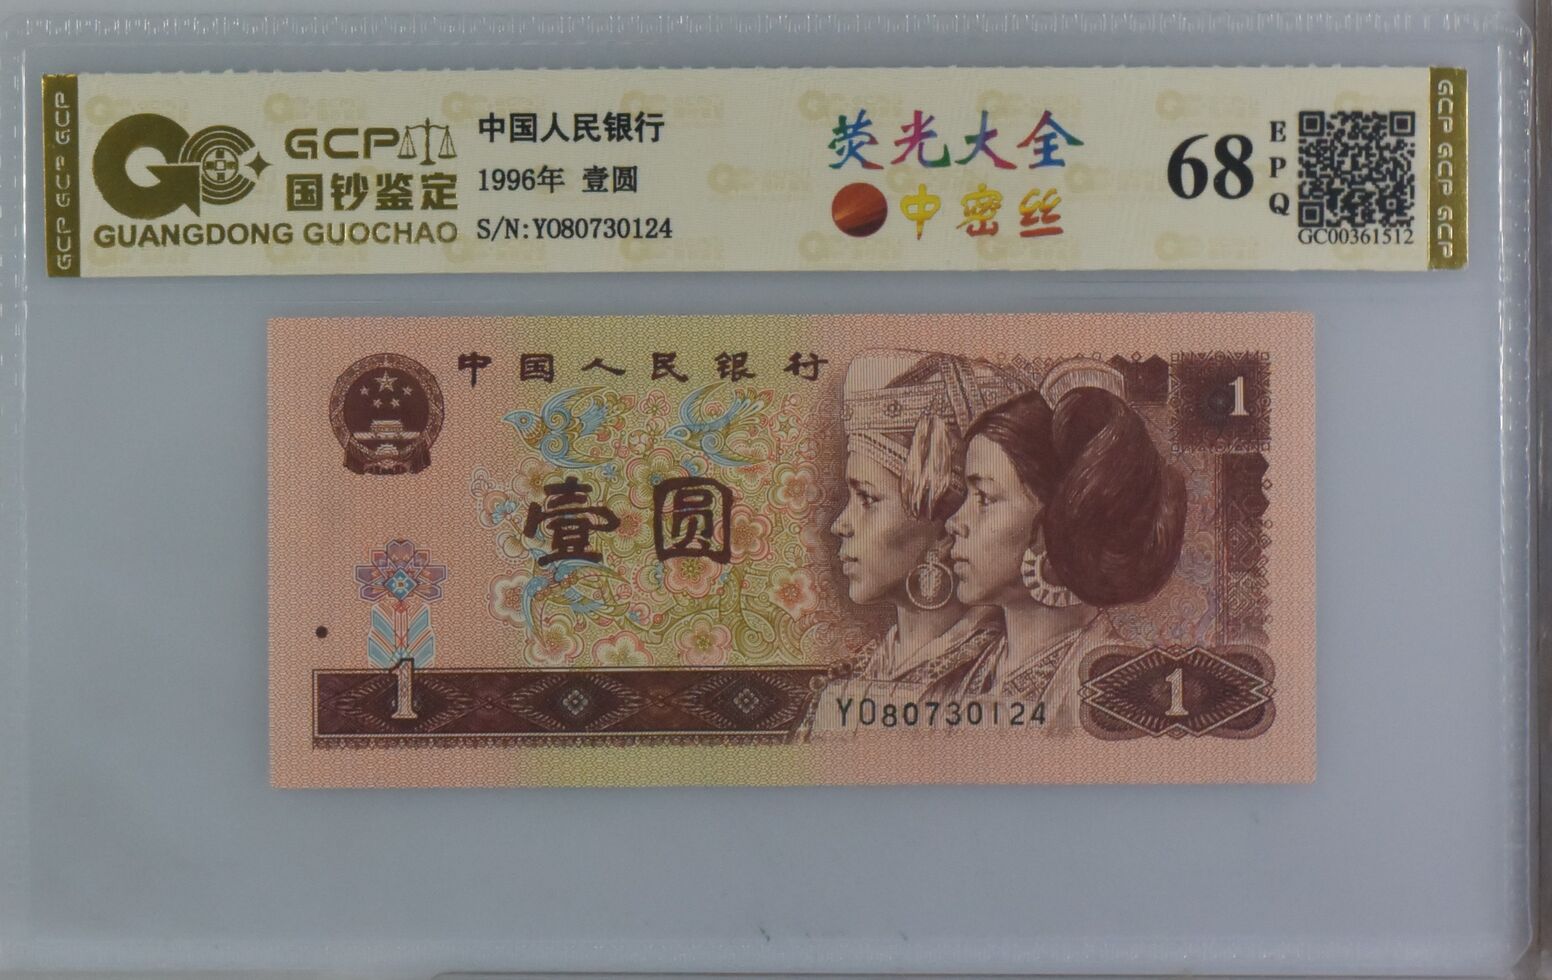 GCP
国钞鉴定
GUANGDONG GUOCHAO
中国人民银行
1996年 壹圆
S/N:YO80730124
荧光大全
中密丝
68
EPQ
GC00361512
GCP GCP GCP
GCP GCP GCP
中国人民银行
1
壹圆
1
YO80730124
1